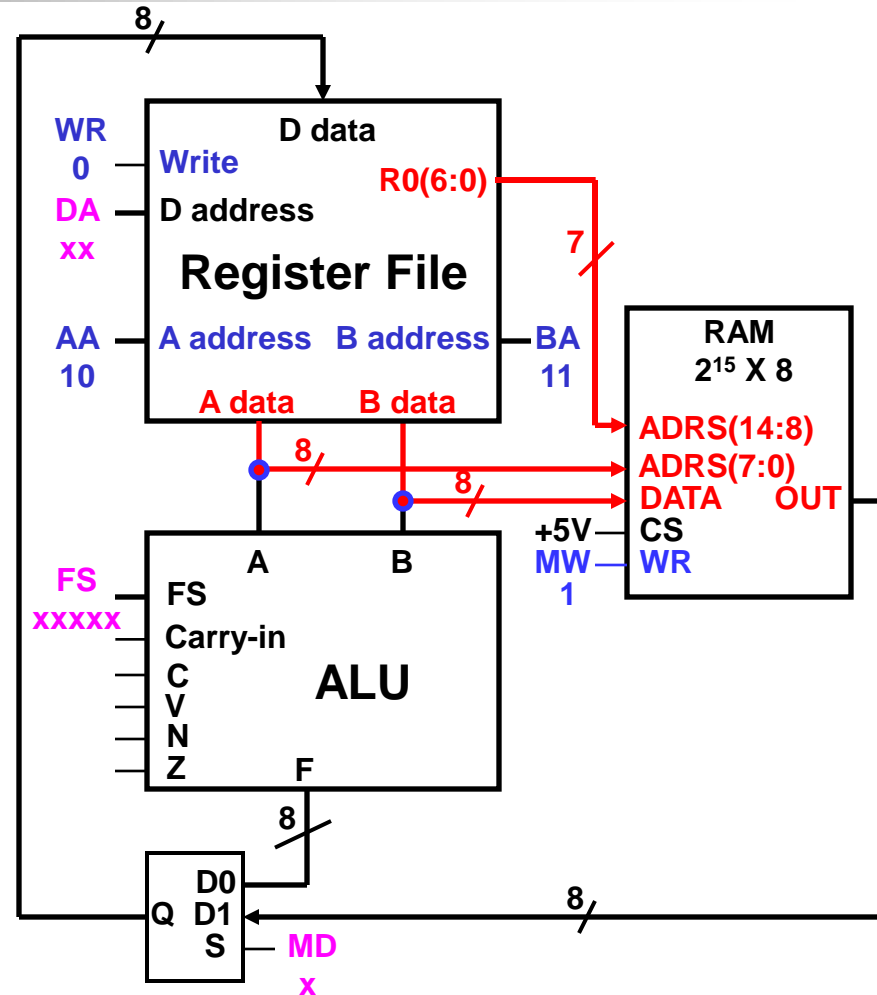 8
D data
WR
0
Write
R0(6:0)
DA
xx
D address
7
Register File
AA
10
A address
B address
BA
11
A data
B data
RAM
2¹⁵ X 8
ADRS(14:8)
8
ADRS(7:0)
8
DATA
OUT
+5V
CS
MW
1
WR
A
B
FS
xxxxx
FS
Carry-in
ALU
C
V
N
Z
F
8
D0
Q
D1
8
S
MD
x